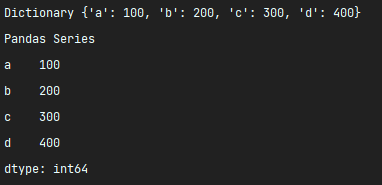 Dictionary {'a': 100, 'b': 200, 'c': 300, 'd': 400}
Pandas Series
a    100
b    200
c    300
d    400
dtype: int64